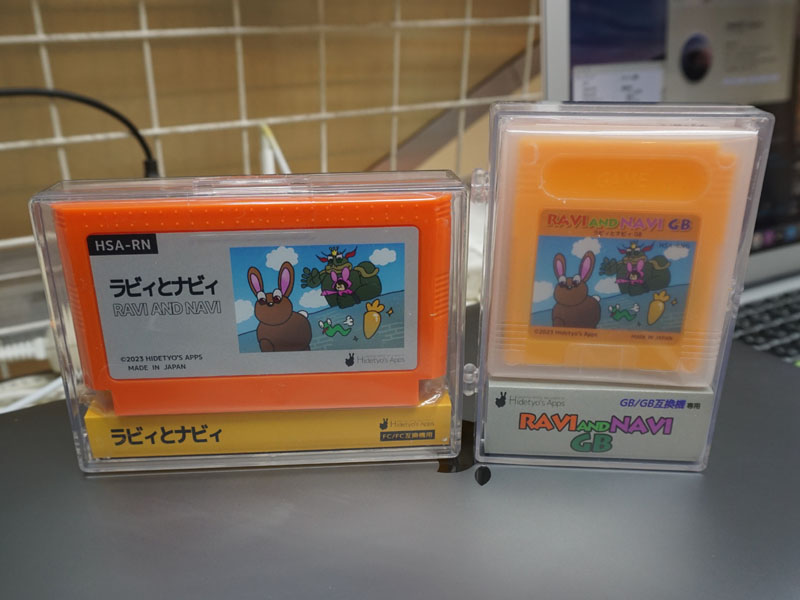 HSA-RN
ラビィとナビィ
RAVI AND NAVI
©2023 HIDETYO'S APPS
MADE IN JAPAN
Hidetyo's Apps
ラビィとナビィ
Hidetyo's Apps
FC/FC互換機用
RAVI AND NAVI GB
ラビィとナビィGB
©2023 Hidetyo's Apps
MADE IN JAPAN
Hidetyo's Apps
GB/GB互換機専用
RAVI AND NAVI
GB